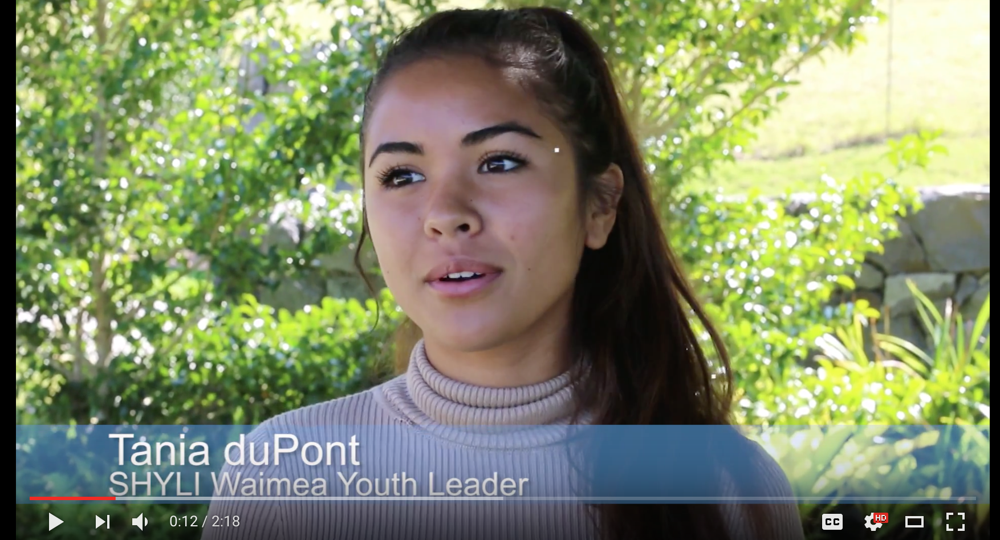 Tania duPont
SHYLI Waimea Youth Leader
0:12 / 2:18
CC
HD